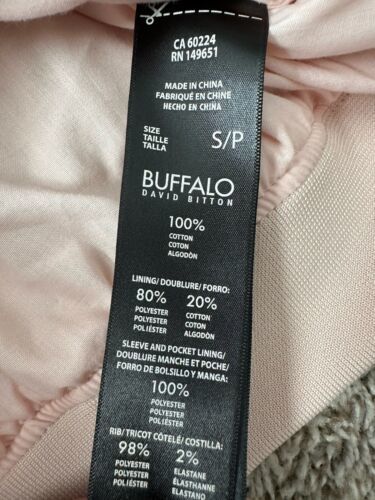 CA 60224
RN 149651
MADE IN CHINA
FABRIQUÉ EN CHINE
HECHO EN CHINA
SIZE
TAILLE
TALLA
S/P
BUFFALO
DAVID BITTON
100%
COTTON
COTON
ALGODÓN
LINING/ DOUBLURE/ FORRO:
80% 20%
POLYESTER COTTON
POLYESTER COTON
POLIÉSTER ALGODÓN
SLEEVE AND POCKET LINING/
DOUBLURE MANCHE ET POCHE/
FORRO DE BOLSILLO Y MANGA:
100%
POLYESTER
POLYESTER
POLIÉSTER
RIB/ TRICOT CÔTELÉ/ COSTILLA:
98% 2%
POLYESTER ELASTANE
POLYESTER ÉLASTHANNE
POLIÉSTER ELASTANO